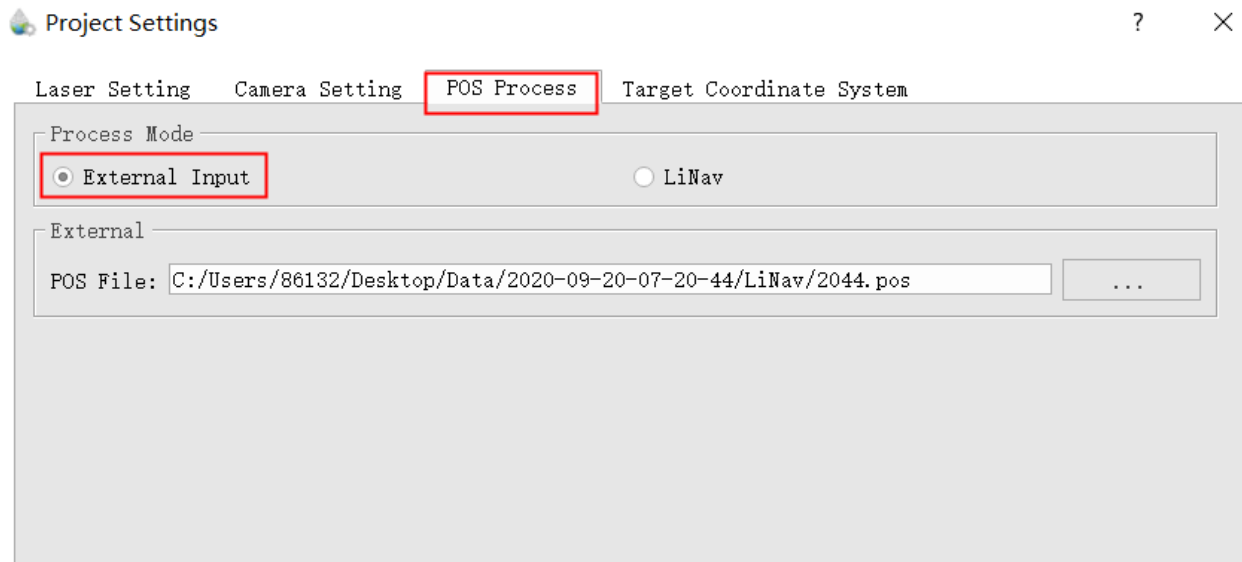 Project Settings ?
Laser Setting Camera Setting POS Process Target Coordinate System
Process Mode
External Input LiNav
External
POS File: C:/Users/86132/Desktop/Data/2020-09-20-07-20-44/LiNav/2044.pos ...